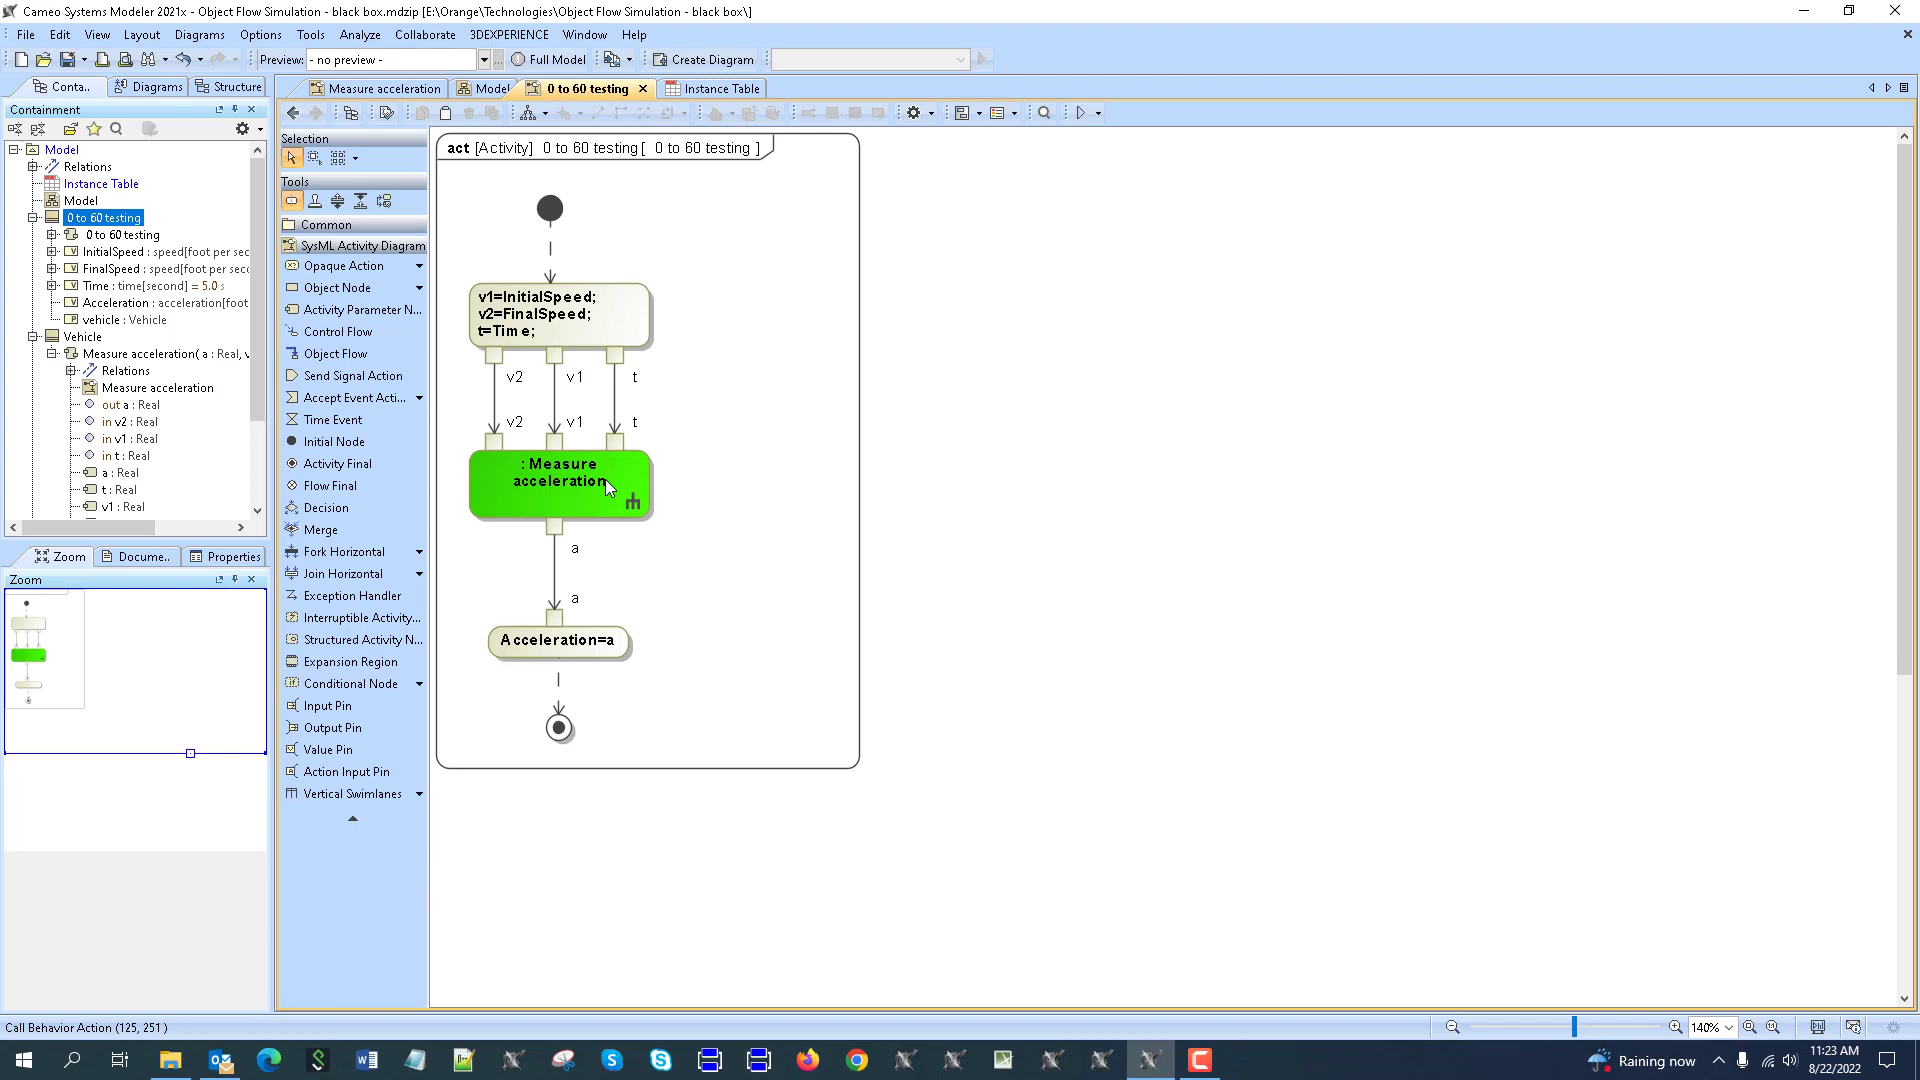 Cameo Systems Modeler 2021x - Object Flow Simulation - black box.mdzip [E:\Orange\Technologies\Object Flow Simulation - black box\]
File Edit View Layout Diagrams Options Tools Analyze Collaborate 3DEXPERIENCE Window Help
Preview: - no preview - Full Model Create Diagram
Conta.. Diagrams Structure
Containment
Model
Relations
Instance Table
Model
0 to 60 testing
0 to 60 testing
InitialSpeed : speed[foot per sec
FinalSpeed : speed[foot per seco
Time : time[second] = 5.0 s
Acceleration : acceleration[foot
vehicle : Vehicle
Vehicle
Measure acceleration( a : Real, v
Relations
Measure acceleration
out a : Real
in v2 : Real
in v1 : Real
in t : Real
a : Real
t : Real
v1 : Real
Zoom Docume.. Properties
Zoom
Measure acceleration Model 0 to 60 testing Instance Table
Selection
Tools
Common
SysML Activity Diagram
Opaque Action
Object Node
Activity Parameter N...
Control Flow
Object Flow
Send Signal Action
Accept Event Acti...
Time Event
Initial Node
Activity Final
Flow Final
Decision
Merge
Fork Horizontal
Join Horizontal
Exception Handler
Interruptible Activity...
Structured Activity N...
Expansion Region
Conditional Node
Input Pin
Output Pin
Value Pin
Action Input Pin
Vertical Swimlanes
act [Activity] 0 to 60 testing [ 0 to 60 testing ]
v1=InitialSpeed;
v2=FinalSpeed;
t=Time;
v2 v1 t
v2 v1 t
: Measure
acceleration
a
a
Acceleration=a
Call Behavior Action (125, 251 )
140%
Raining now
11:23 AM
8/22/2022